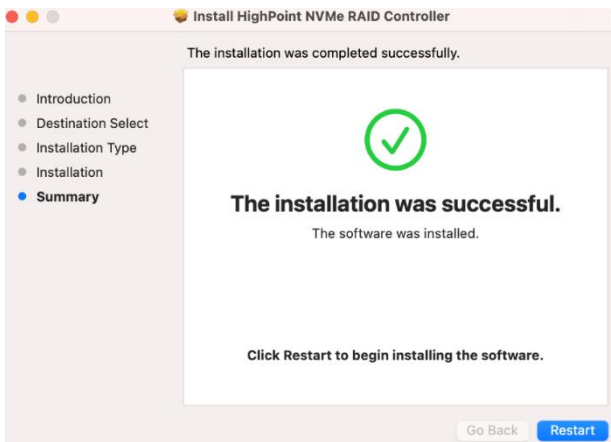 Install HighPoint NVMe RAID Controller
The installation was completed successfully.
Introduction
Destination Select
Installation Type
Installation
Summary
The installation was successful.
The software was installed.
Click Restart to begin installing the software.
Go Back
Restart